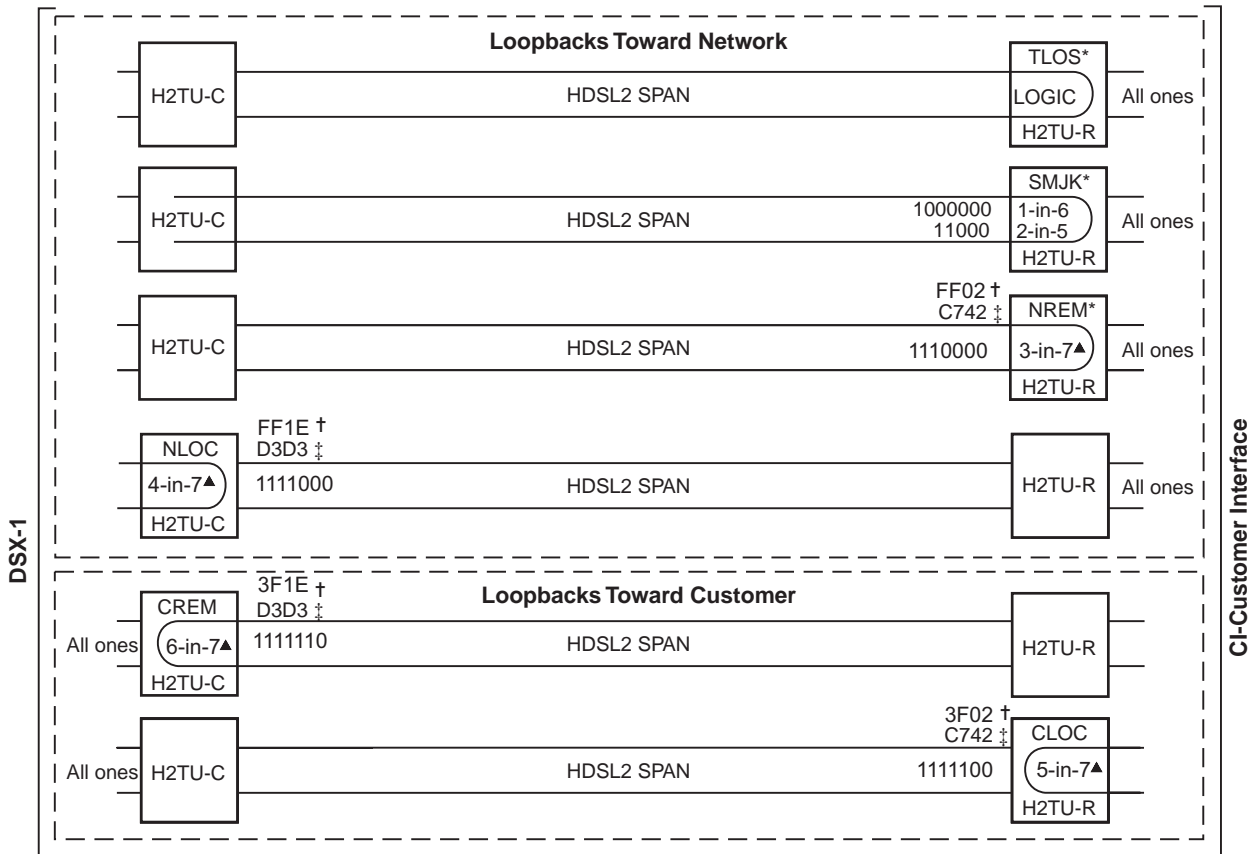 Loopbacks Toward Network
H2TU-C
HDSL2 SPAN
TLOS*
LOGIC
H2TU-R
All ones
H2TU-C
HDSL2 SPAN
1000000
11000
SMJK*
1-in-6
2-in-5
H2TU-R
All ones
H2TU-C
HDSL2 SPAN
FF02 †
C742 ‡
1110000
NREM*
3-in-7▲
H2TU-R
All ones
NLOC
4-in-7▲
H2TU-C
FF1E †
D3D3 ‡
1111000
HDSL2 SPAN
H2TU-R
All ones
DSX-1
CI-Customer Interface
Loopbacks Toward Customer
All ones
CREM
6-in-7▲
H2TU-C
3F1E †
D3D3 ‡
1111110
HDSL2 SPAN
H2TU-R
All ones
H2TU-C
HDSL2 SPAN
3F02 †
C742 ‡
1111100
CLOC
5-in-7▲
H2TU-R